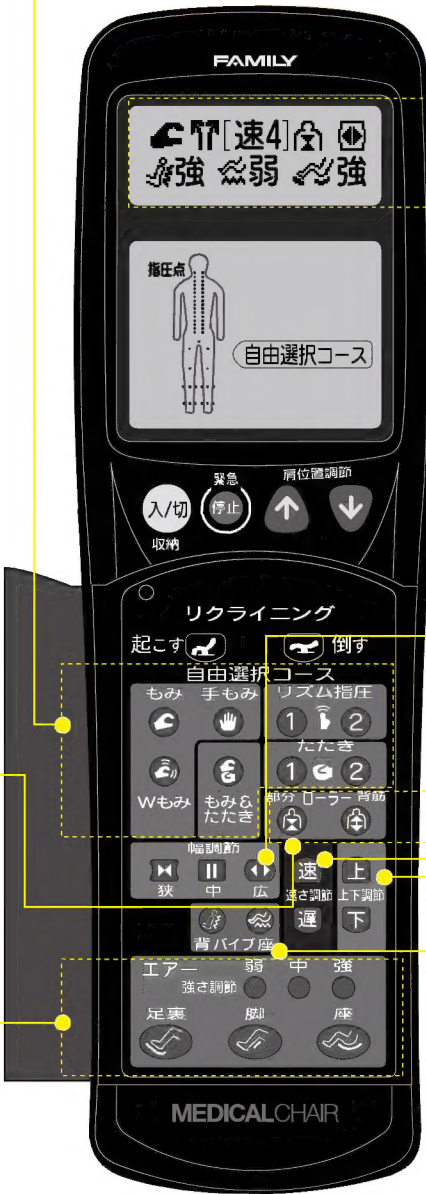 FAMILY
[速4]
強 弱 強
指圧点
自由選択コース
緊急 肩位置調節
入/切 停止
収納
リクライニング
起こす 倒す
自由選択コース
もみ 手もみ リズム指圧
1 2
たたき
1 2
Wもみ もみ&
たたき
部分 ローラー 背筋
幅調節
狭 中 広
速 上
速さ調節 上下調節
遅 下
背バイブ座
エアー 弱 中 強
強さ調節
足裏 脚 座
MEDICALCHAIR